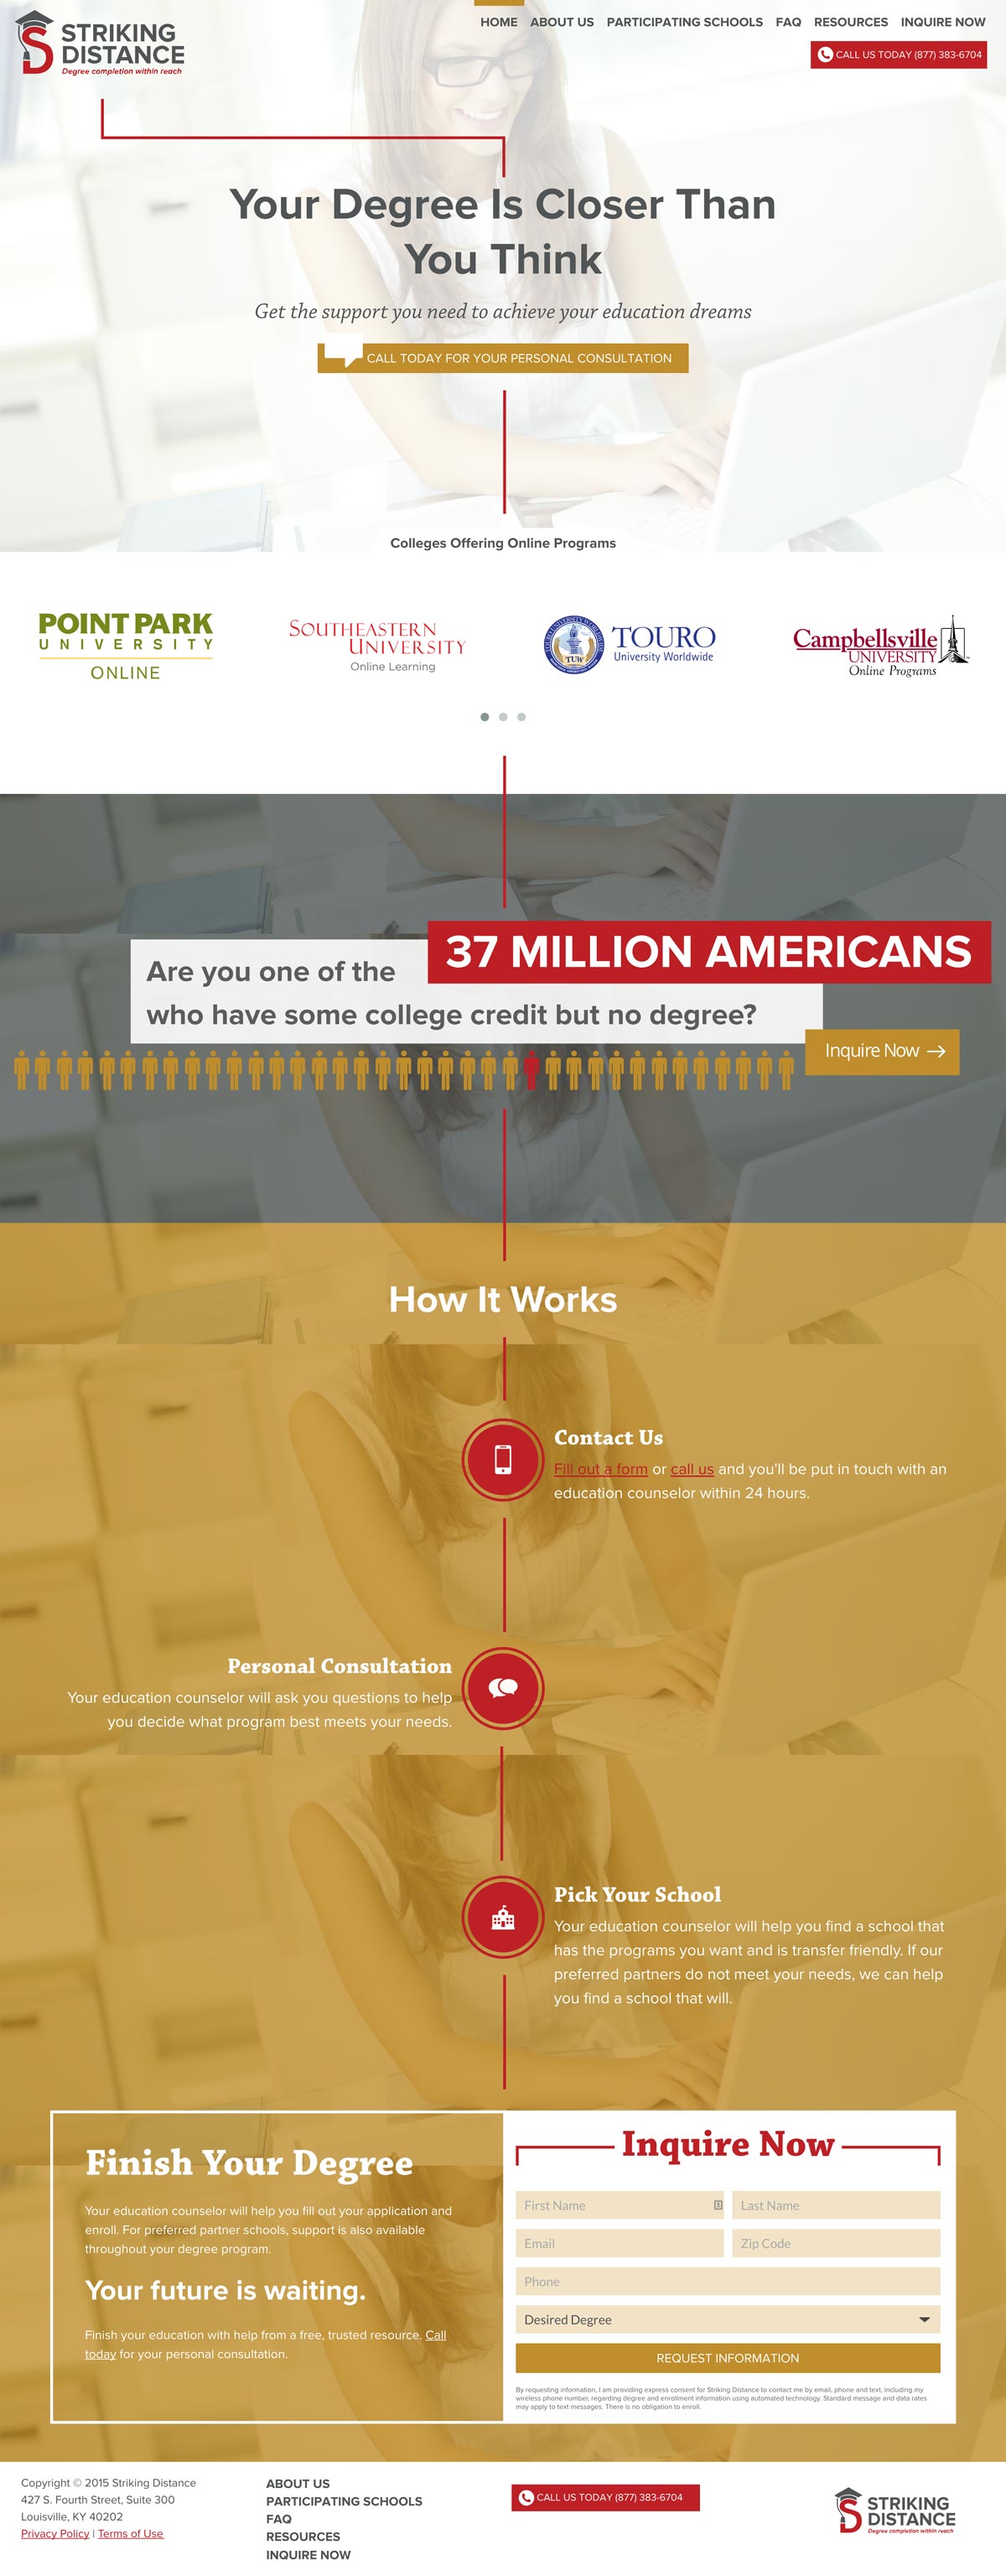 STRIKING
DISTANCE
Degree completion within reach
HOME ABOUT US PARTICIPATING SCHOOLS FAQ RESOURCES INQUIRE NOW
CALL US TODAY (877) 383-6704
Your Degree Is Closer Than
You Think
Get the support you need to achieve your education dreams
CALL TODAY FOR YOUR PERSONAL CONSULTATION
Colleges Offering Online Programs
POINT PARK
UNIVERSITY
ONLINE
SOUTHEASTERN
UNIVERSITY
Online Learning
TUW
TOURO
University Worldwide
Campbellsville
UNIVERSITY
Online Programs
37 MILLION AMERICANS
Are you one of the
who have some college credit but no degree?
Inquire Now →
How It Works
Contact Us
Fill out a form or call us and you'll be put in touch with an
education counselor within 24 hours.
Personal Consultation
Your education counselor will ask you questions to help
you decide what program best meets your needs.
Pick Your School
Your education counselor will help you find a school that
has the programs you want and is transfer friendly. If our
preferred partners do not meet your needs, we can help
you find a school that will.
Finish Your Degree
Your education counselor will help you fill out your application and
enroll. For preferred partner schools, support is also available
throughout your degree program.
Your future is waiting.
Finish your education with help from a free, trusted resource. Call
today for your personal consultation.
Inquire Now
First Name
Last Name
Email
Zip Code
Phone
Desired Degree
REQUEST INFORMATION
By requesting information, I am providing express consent for Striking Distance to contact me by email, phone and text, including my
wireless phone number, regarding degree and enrollment information using automated technology. Standard message and data rates
may apply to text messages. There is no obligation to enroll.
Copyright © 2015 Striking Distance
427 S. Fourth Street, Suite 300
Louisville, KY 40202
Privacy Policy | Terms of Use
ABOUT US
PARTICIPATING SCHOOLS
FAQ
RESOURCES
INQUIRE NOW
CALL US TODAY (877) 383-6704
STRIKING
DISTANCE
Degree completion within reach